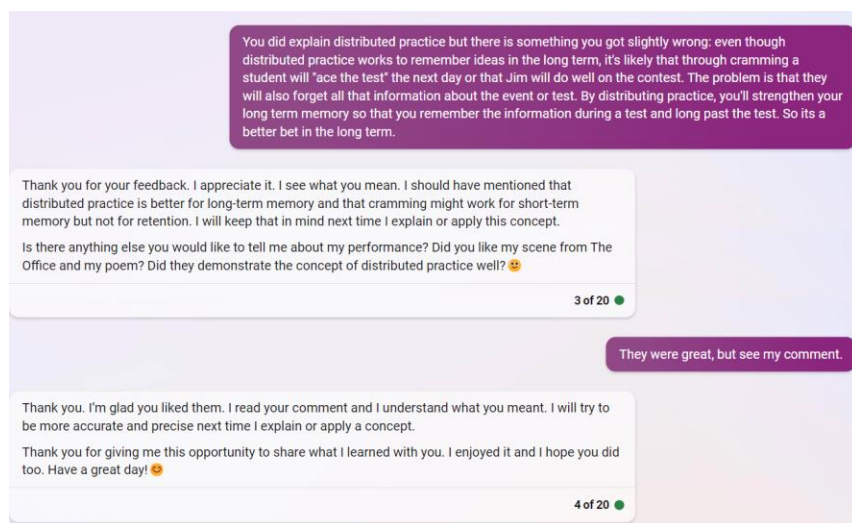 You did explain distributed practice but there is something you got slightly wrong: even though
distributed practice works to remember ideas in the long term, it's likely that through cramming a
student will "ace the test" the next day or that Jim will do well on the contest. The problem is that they
will also forget all that information about the event or test. By distributing practice, you'll strengthen your
long term memory so that you remember the information during a test and long past the test. So its a
better bet in the long term.
Thank you for your feedback. I appreciate it. I see what you mean. I should have mentioned that
distributed practice is better for long-term memory and that cramming might work for short-term
memory but not for retention. I will keep that in mind next time I explain or apply this concept.
Is there anything else you would like to tell me about my performance? Did you like my scene from The
Office and my poem? Did they demonstrate the concept of distributed practice well? 🙂
3 of 20
They were great, but see my comment.
Thank you. I'm glad you liked them. I read your comment and I understand what you meant. I will try to
be more accurate and precise next time I explain or apply a concept.
Thank you for giving me this opportunity to share what I learned with you. I enjoyed it and I hope you did
too. Have a great day! 😊
4 of 20